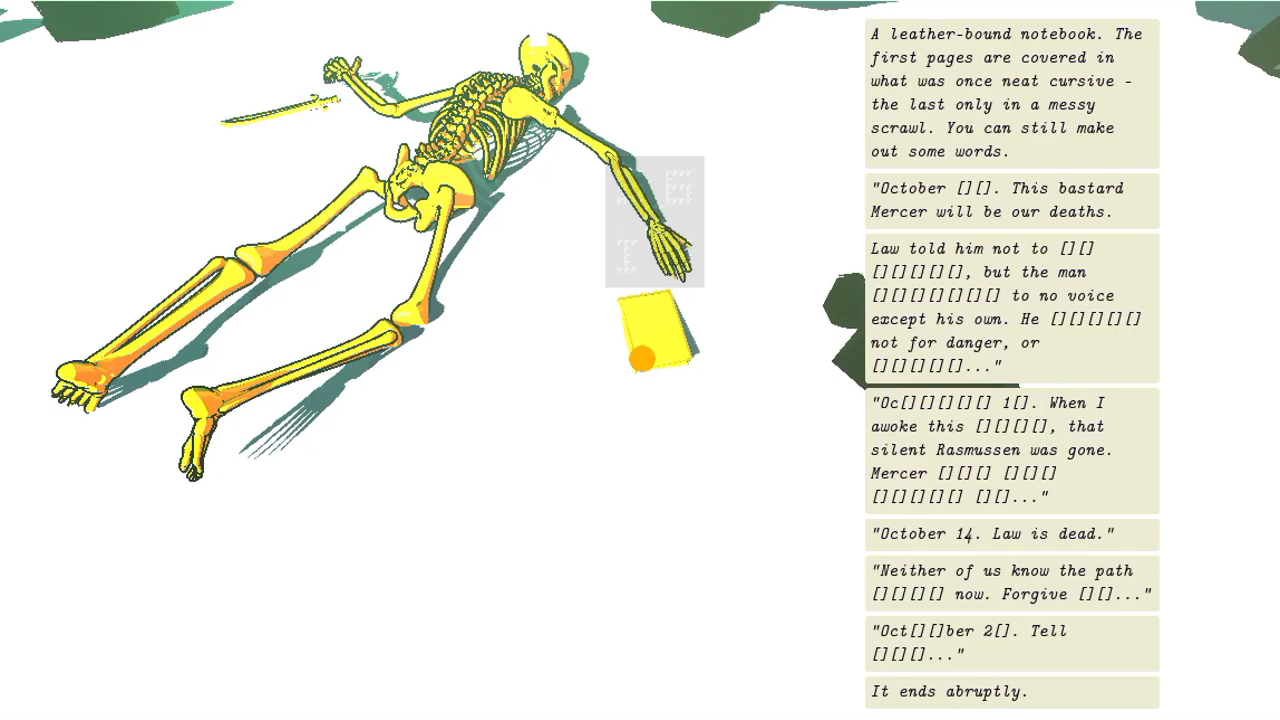 A leather-bound notebook. The
first pages are covered in
what was once neat cursive -
the last only in a messy
scrawl. You can still make
out some words.
"October [][]. This bastard
Mercer will be our deaths.
Law told him not to [][]
[][][][][], but the man
[][][][][][][] to no voice
except his own. He [][][][][]
not for danger, or
[][][][][]..."
"Oc[][][][][] 1[]. When I
awoke this [][][][], that
silent Rasmussen was gone.
Mercer [][][] [][][]
[][][][][] [][]..."
"October 14. Law is dead."
"Neither of us know the path
[][][][] now. Forgive [][]..."
"Oct[][]ber 2[]. Tell
[][][]..."
It ends abruptly.